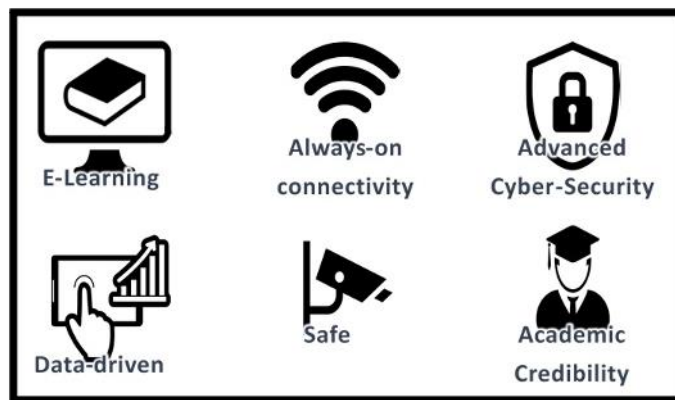 E-Learning
Always-on
connectivity
Advanced
Cyber-Security
Data-driven
Safe
Academic
Credibility